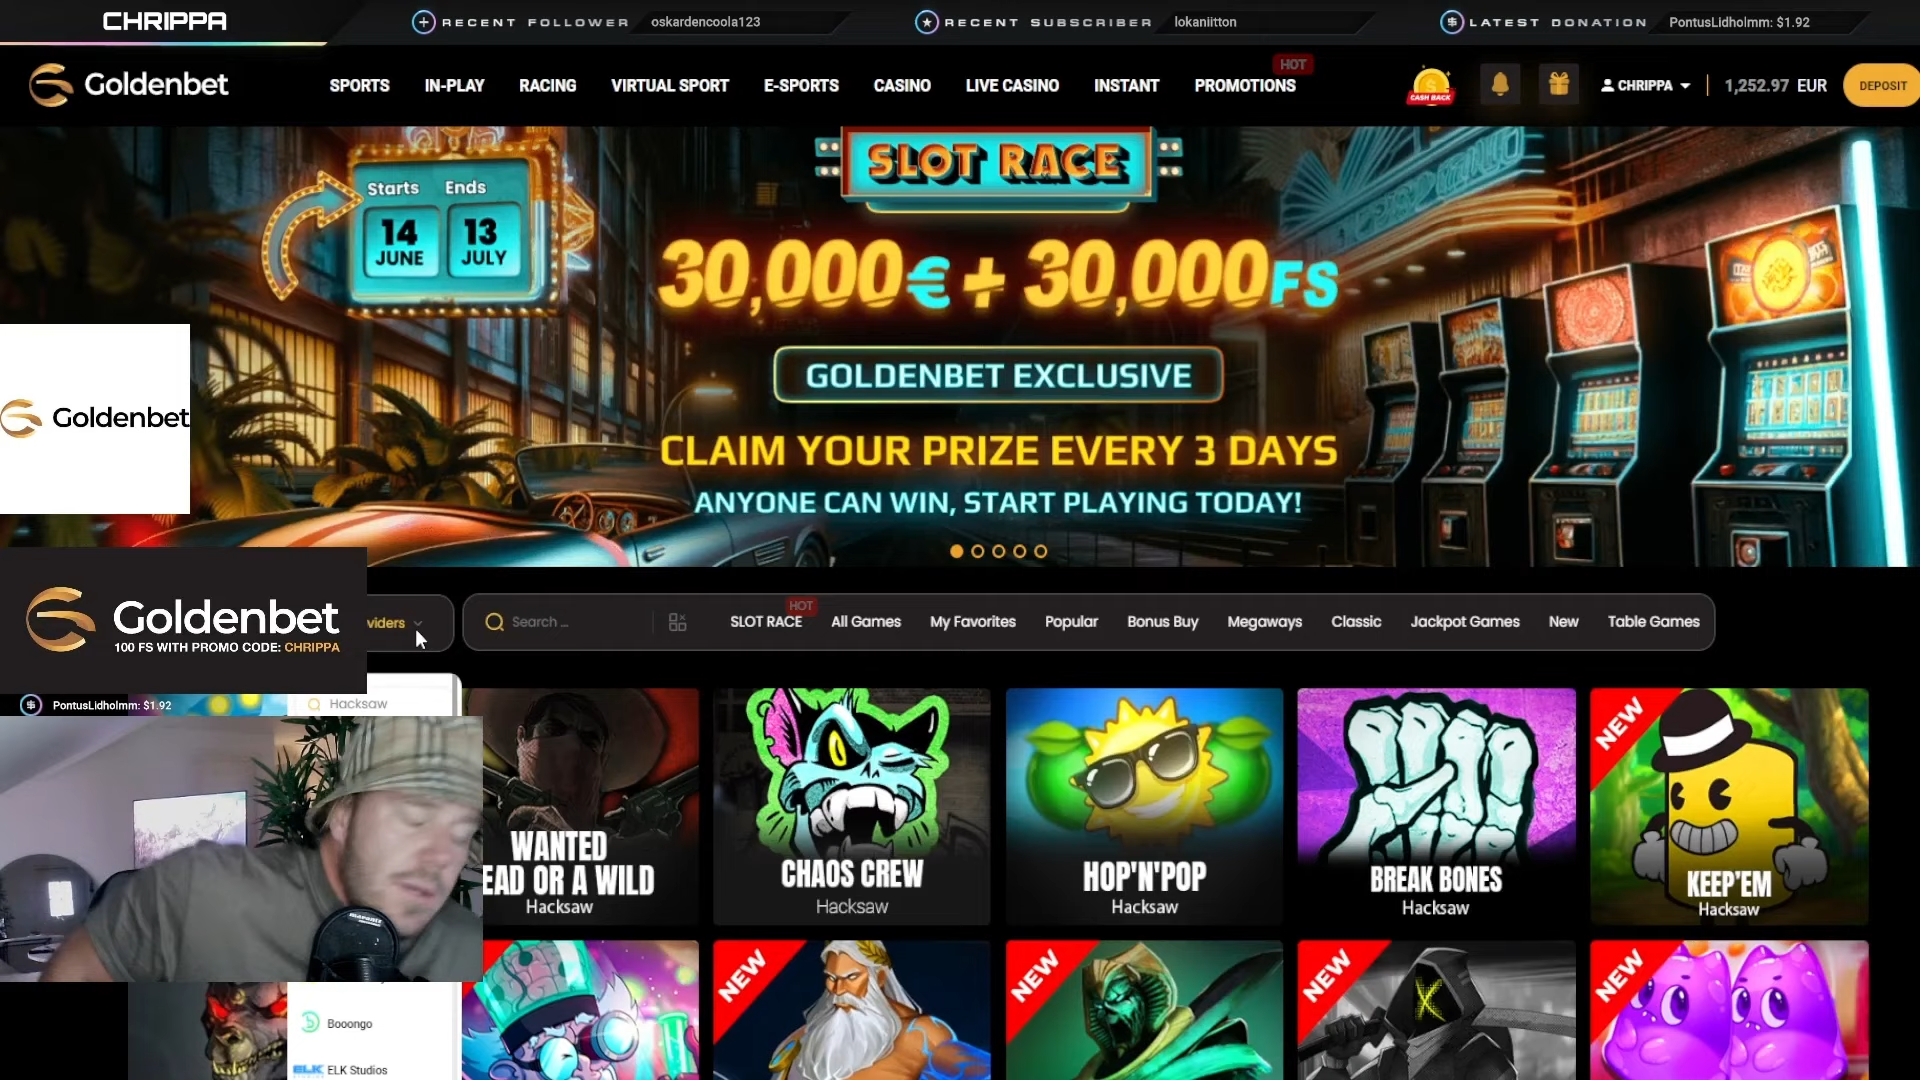 CHRIPPA
RECENT FOLLOWER oskardencoola123
RECENT SUBSCRIBER lokaniitton
LATEST DONATION PontusLidholmm: $1.92
Goldenbet
SPORTS IN-PLAY RACING VIRTUAL SPORT E-SPORTS CASINO LIVE CASINO INSTANT PROMOTIONS
HOT
CASH BACK
CHRIPPA
1,252.97 EUR
DEPOSIT
SLOT RACE
Starts Ends
14 13
JUNE JULY
30,000€ + 30,000FS
GOLDENBET EXCLUSIVE
CLAIM YOUR PRIZE EVERY 3 DAYS
ANYONE CAN WIN, START PLAYING TODAY!
Goldenbet
Goldenbet
100 FS WITH PROMO CODE: CHRIPPA
viders
Search ...
SLOT RACE All Games My Favorites Popular Bonus Buy Megaways Classic Jackpot Games New Table Games
HOT
PontusLidholmm: $1.92
Hacksaw
WANTED
EAD OR A WILD
Hacksaw
CHAOS CREW
Hacksaw
HOP'N'POP
Hacksaw
BREAK BONES
Hacksaw
NEW
KEEP'EM
Hacksaw
NEW
NEW
NEW
NEW
Booongo
ELK ELK Studios